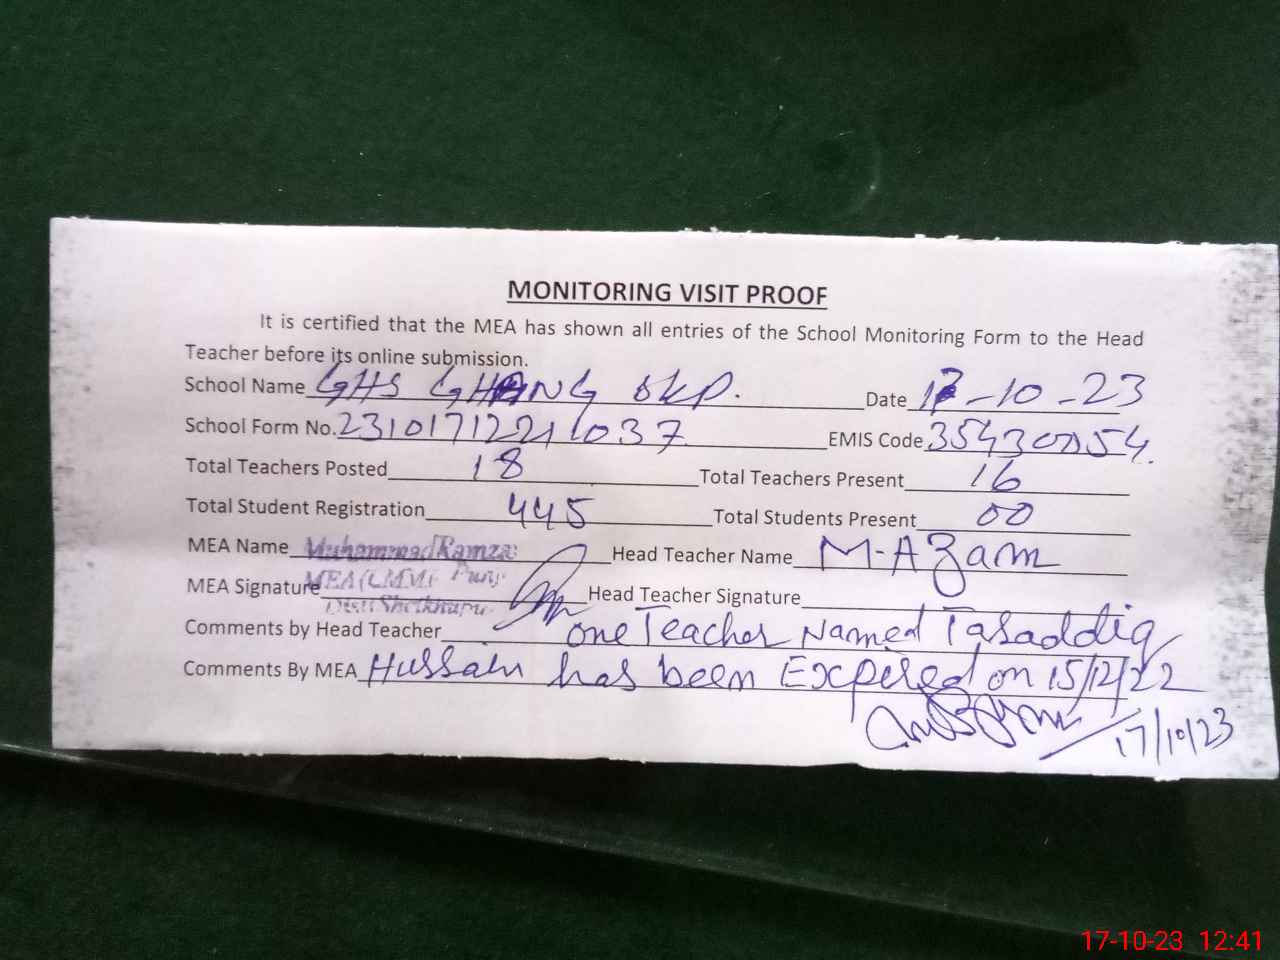 MONITORING VISIT PROOF
It is certified that the MEA has shown all entries of the School Monitoring Form to the Head
Teacher before its online submission.
School Name GHS GHANG SKP. Date 17-10-23
School Form No. EMIS Code 35430054.
Total Teachers Posted 18 Total Teachers Present 16
Total Student Registration 445 Total Students Present 00
MEA Name Muhammad Head Teacher Name M-AZam
MEA Signature MEA Head Teacher Signature
Comments by Head Teacher one Teacher Named Tasaddiq
Comments By MEA Hussain has been Expired on 15/12/22
17/10/23
17-10-23 12:41